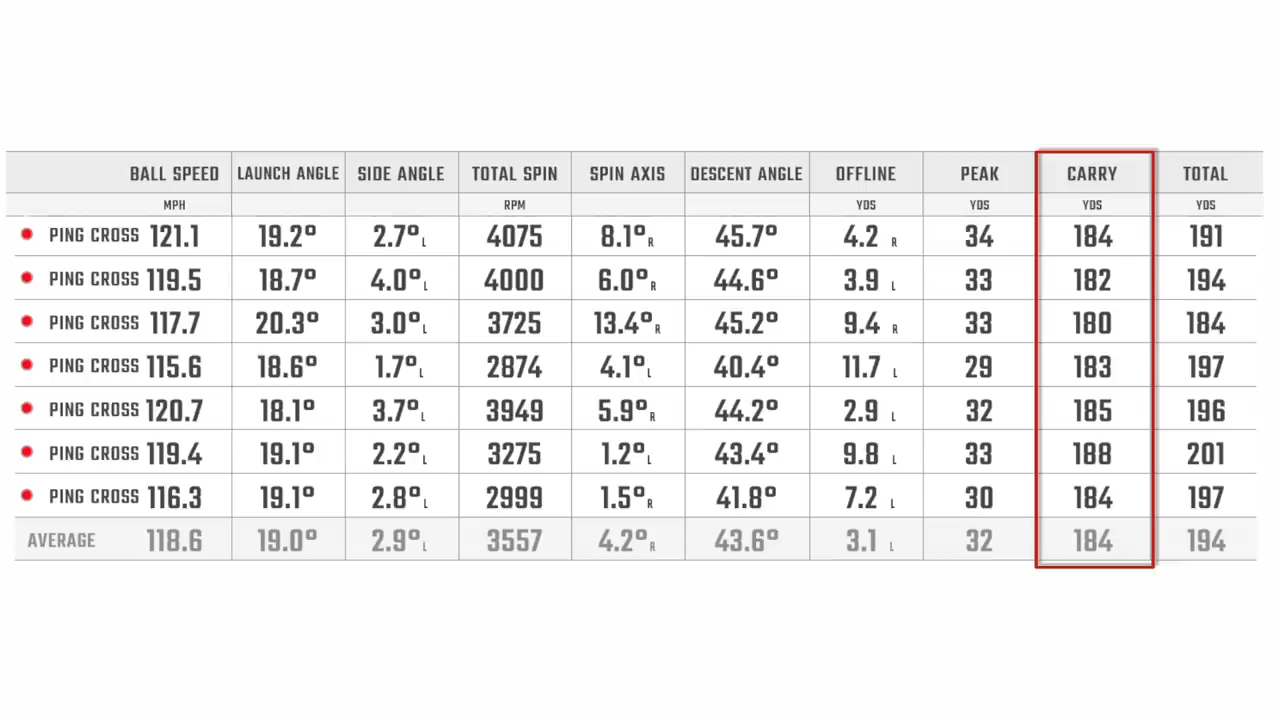 BALL SPEED LAUNCH ANGLE SIDE ANGLE TOTAL SPIN SPIN AXIS DESCENT ANGLE OFFLINE PEAK CARRY TOTAL
MPH RPM YDS YDS YDS YDS
PING CROSS 121.1 19.2° 2.7° L 4075 8.1° R 45.7° 4.2 R 34 184 191
PING CROSS 119.5 18.7° 4.0° L 4000 6.0° R 44.6° 3.9 L 33 182 194
PING CROSS 117.7 20.3° 3.0° L 3725 13.4° R 45.2° 9.4 R 33 180 184
PING CROSS 115.6 18.6° 1.7° L 2874 4.1° L 40.4° 11.7 L 29 183 197
PING CROSS 120.7 18.1° 3.7° L 3949 5.9° R 44.2° 2.9 L 32 185 196
PING CROSS 119.4 19.1° 2.2° L 3275 1.2° L 43.4° 9.8 L 33 188 201
PING CROSS 116.3 19.1° 2.8° L 2999 1.5° R 41.8° 7.2 L 30 184 197
AVERAGE 118.6 19.0° 2.9° L 3557 4.2° R 43.6° 3.1 L 32 184 194